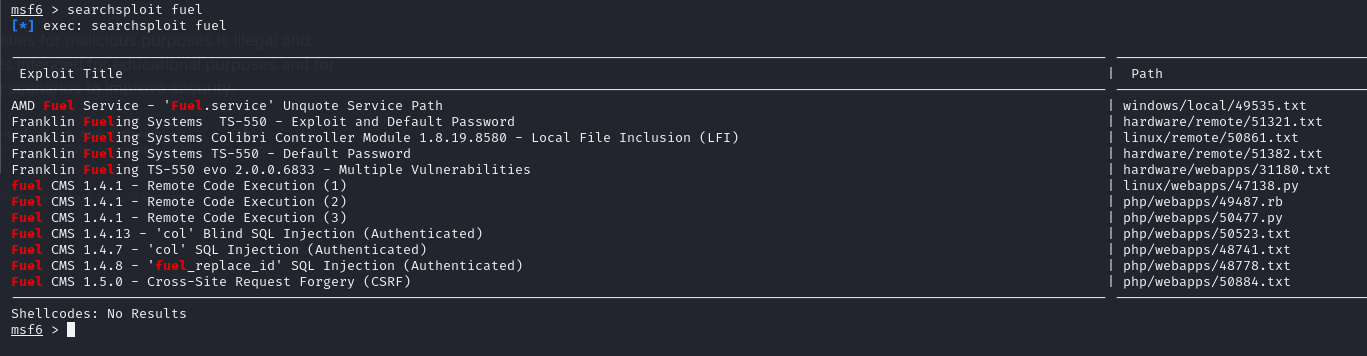 msf6 > searchsploit fuel
[*] exec: searchsploit fuel
lities for malicious purposes is illegal and
Exploit Title | Path
AMD Fuel Service - 'Fuel.service' Unquote Service Path | windows/local/49535.txt
Franklin Fueling Systems  TS-550 - Exploit and Default Password | hardware/remote/51321.txt
Franklin Fueling Systems Colibri Controller Module 1.8.19.8580 - Local File Inclusion (LFI) | linux/remote/50861.txt
Franklin Fueling Systems TS-550 - Default Password | hardware/remote/51382.txt
Franklin Fueling TS-550 evo 2.0.0.6833 - Multiple Vulnerabilities | hardware/webapps/31180.txt
fuel CMS 1.4.1 - Remote Code Execution (1) | linux/webapps/47138.py
Fuel CMS 1.4.1 - Remote Code Execution (2) | php/webapps/49487.rb
Fuel CMS 1.4.1 - Remote Code Execution (3) | php/webapps/50477.py
Fuel CMS 1.4.13 - 'col' Blind SQL Injection (Authenticated) | php/webapps/50523.txt
Fuel CMS 1.4.7 - 'col' SQL Injection (Authenticated) | php/webapps/48741.txt
Fuel CMS 1.4.8 - 'fuel_replace_id' SQL Injection (Authenticated) | php/webapps/48778.txt
Fuel CMS 1.5.0 - Cross-Site Request Forgery (CSRF) | php/webapps/50884.txt
Shellcodes: No Results
msf6 >